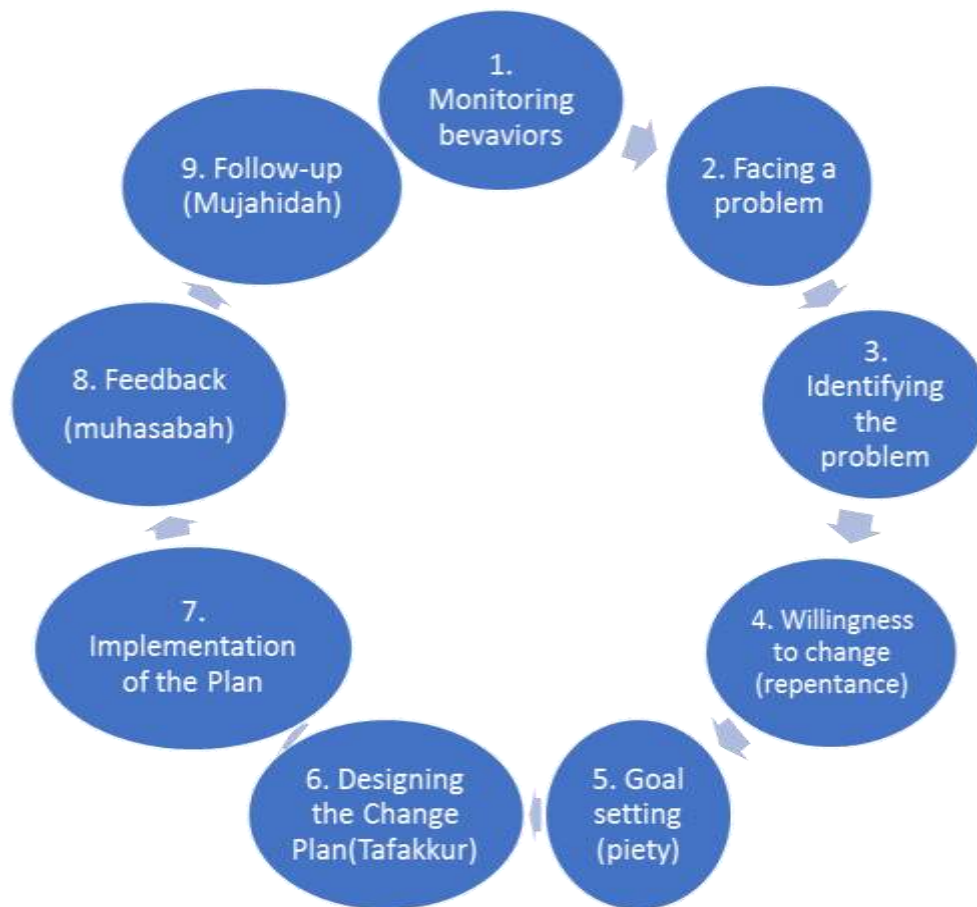 1.
Monitoring
bevaviors
2. Facing a
problem
3.
Identifying
the
problem
4. Willingness
to change
(repentance)
5. Goal
setting
(piety)
6. Designing
the Change
Plan(Tafakkur)
7.
Implementation
of the Plan
8. Feedback
(muhasabah)
9. Follow-up
(Mujahidah)